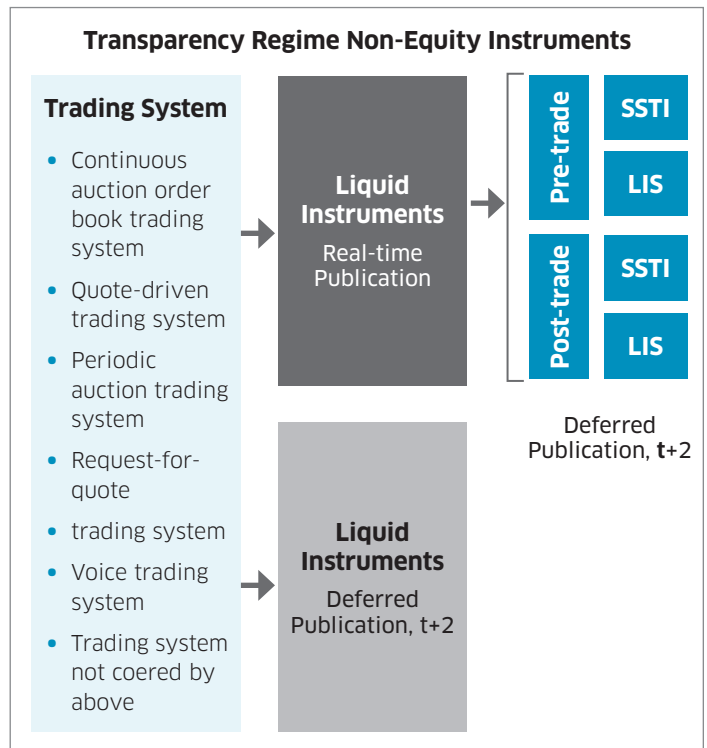 Transparency Regime Non-Equity Instruments
Trading System
• Continuous
auction order
book trading
system
• Quote-driven
trading system
• Periodic
auction trading
system
• Request-for-
quote
• trading system
• Voice trading
system
• Trading system
not coered by
above
Liquid
Instruments
Real-time
Publication
Pre-trade
SSTI
LIS
Post-trade
SSTI
LIS
Deferred
Publication, t+2
Liquid
Instruments
Deferred
Publication, t+2